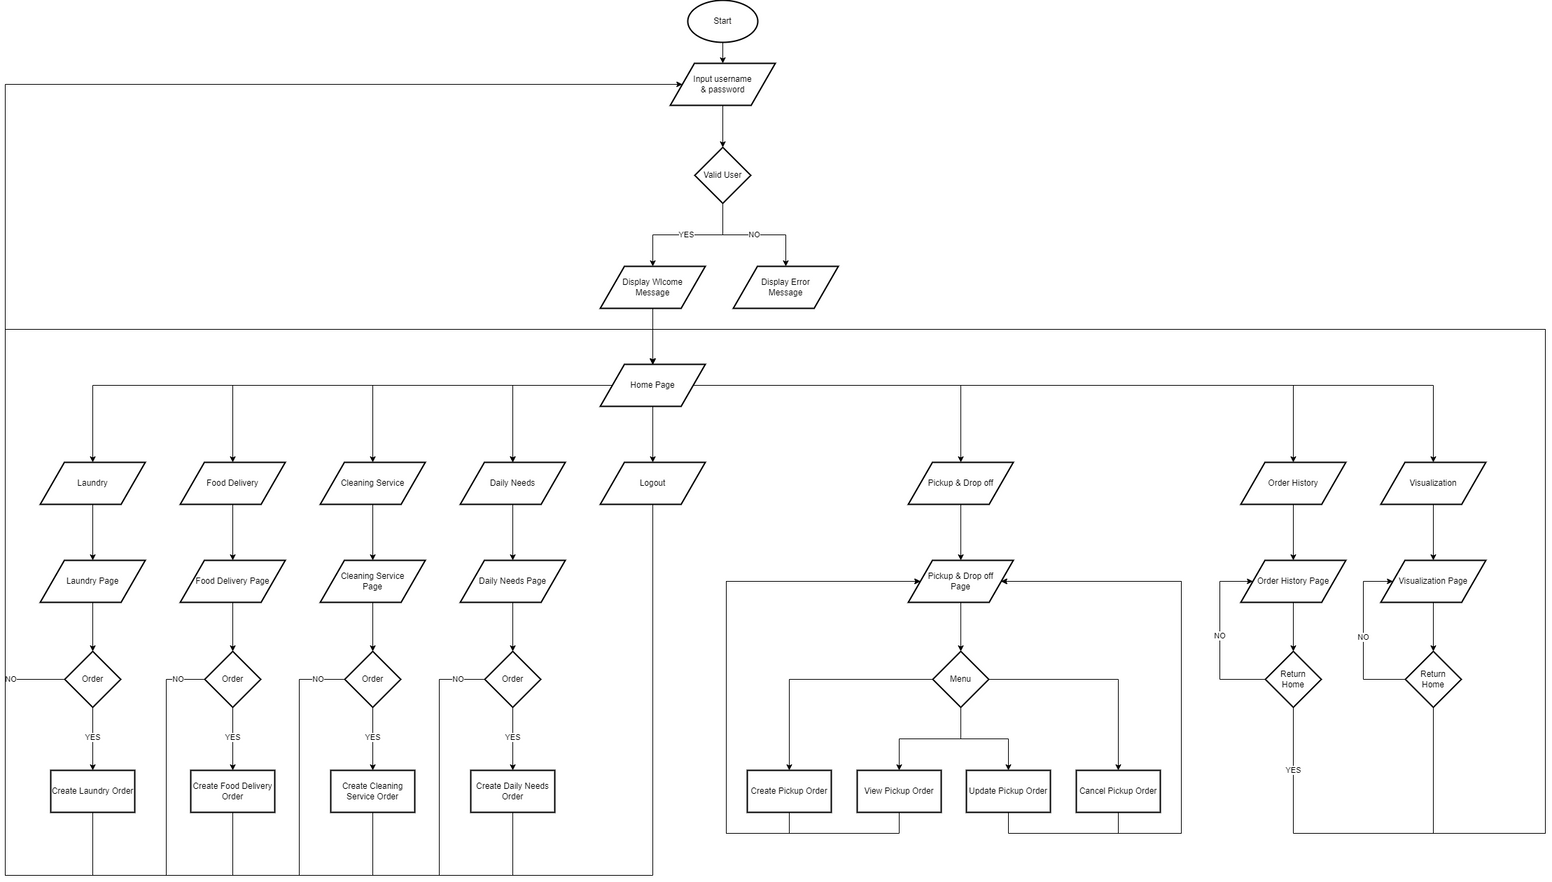 Start
Input username
& password
Valid User
YES
NO
Display Wlcome
Message
Display Error
Message
Home Page
Laundry
Food Delivery
Cleaning Service
Daily Needs
Logout
Pickup & Drop off
Order History
Visualization
Laundry Page
Food Delivery Page
Cleaning Service
Page
Daily Needs Page
Pickup & Drop off
Page
Order History Page
Visualization Page
NO
NO
Order
Order
Order
Order
Menu
Return
Home
Return
Home
NO
NO
NO
NO
YES
YES
YES
YES
YES
Create Laundry Order
Create Food Delivery
Order
Create Cleaning
Service Order
Create Daily Needs
Order
Create Pickup Order
View Pickup Order
Update Pickup Order
Cancel Pickup Order